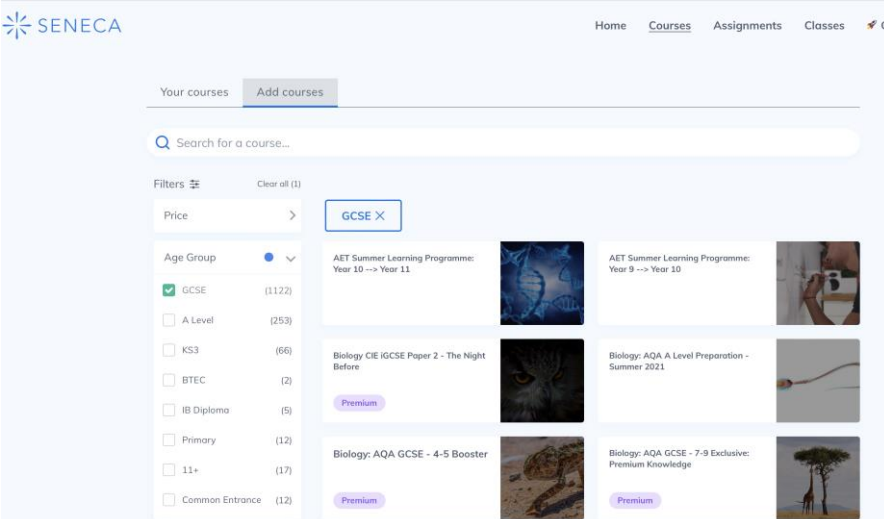 SENECA
Home Courses Assignments Classes
Your courses Add courses
Search for a course...
Filters Clear all (1)
Price
Age Group
GCSE (1122)
A Level (253)
KS3 (66)
BTEC (2)
IB Diploma (5)
Primary (12)
11+ (17)
Common Entrance (12)
GCSE
AET Summer Learning Programme:
Year 10 --> Year 11
AET Summer Learning Programme:
Year 9 --> Year 10
Biology CIE iGCSE Paper 2 - The Night
Before
Premium
Biology: AQA A Level Preparation -
Summer 2021
Biology: AQA GCSE - 4-5 Booster
Premium
Biology: AQA GCSE - 7-9 Exclusive:
Premium Knowledge
Premium